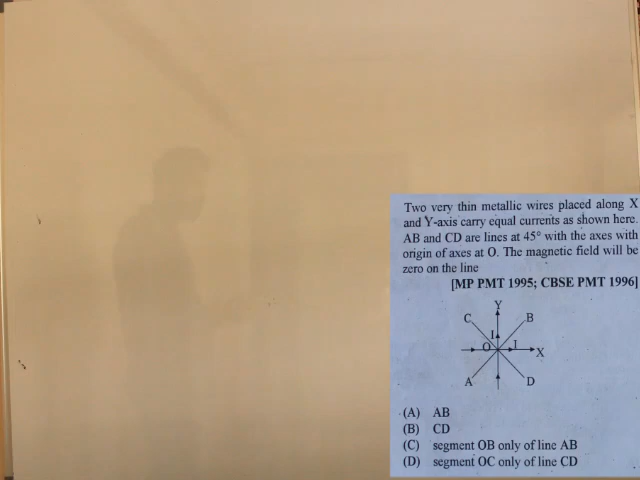 Two very thin metallic wires placed along X
and Y-axis carry equal currents as shown here.
AB and CD are lines at 45° with the axes with
origin of axes at O. The magnetic field will be
zero on the line
[MP PMT 1995; CBSE PMT 1996]
Y
C B
I
O I X
A D
(A) AB
(B) CD
(C) segment OB only of line AB
(D) segment OC only of line CD